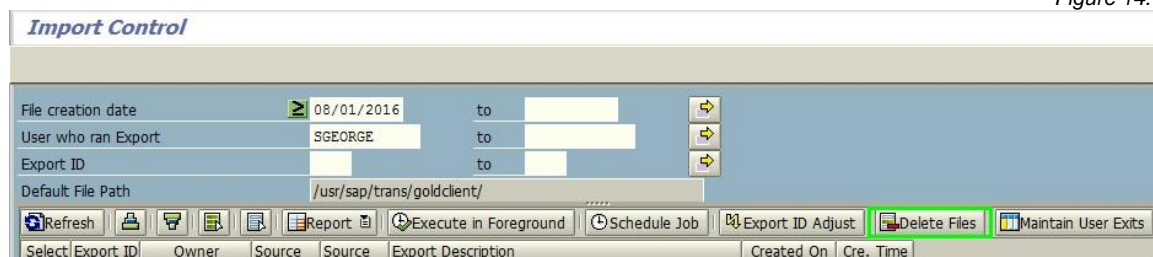 Figure 14.
Import Control
File creation date ≥ 08/01/2016 to
User who ran Export SGEORGE to
Export ID to
Default File Path /usr/sap/trans/goldclient/
Refresh Report Execute in Foreground Schedule Job Export ID Adjust Delete Files Maintain User Exits
Select Export ID Owner Source Source Export Description Created On Cre. Time